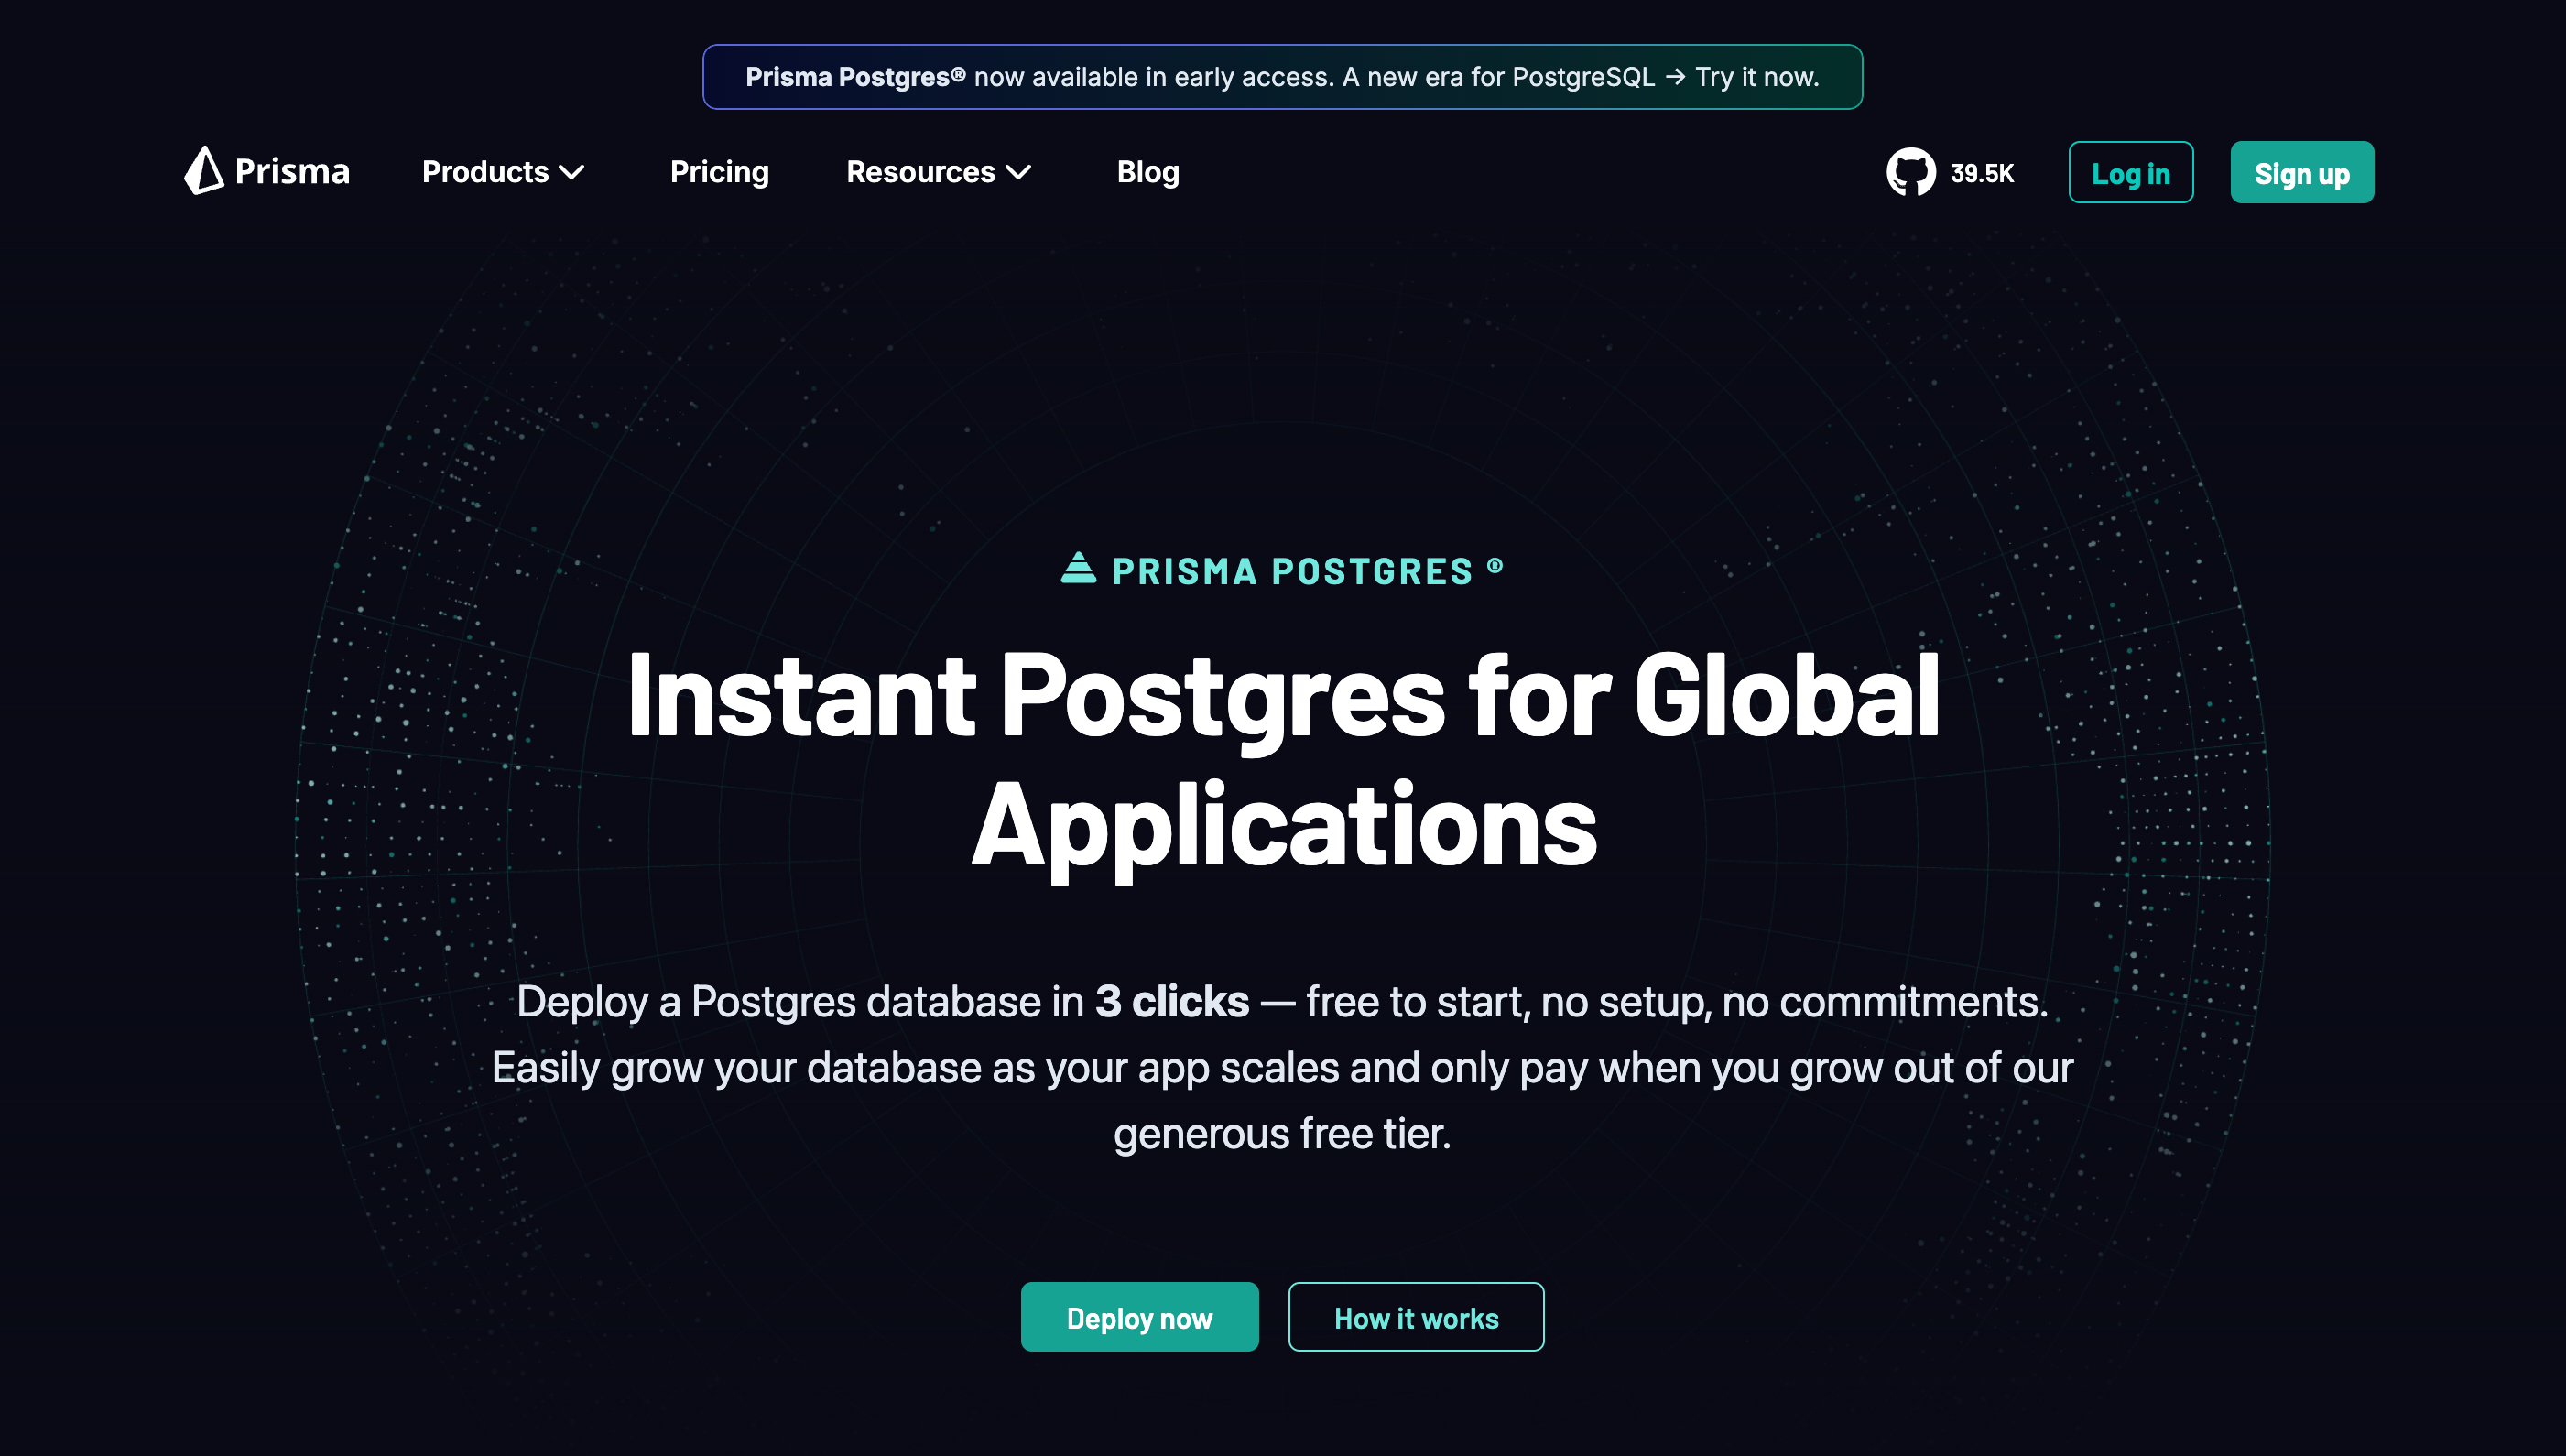 Prisma Postgres® now available in early access. A new era for PostgreSQL → Try it now.
Prisma Products Pricing Resources Blog 39.5K Log in Sign up
PRISMA POSTGRES ®
Instant Postgres for Global
Applications
Deploy a Postgres database in 3 clicks — free to start, no setup, no commitments.
Easily grow your database as your app scales and only pay when you grow out of our
generous free tier.
Deploy now How it works